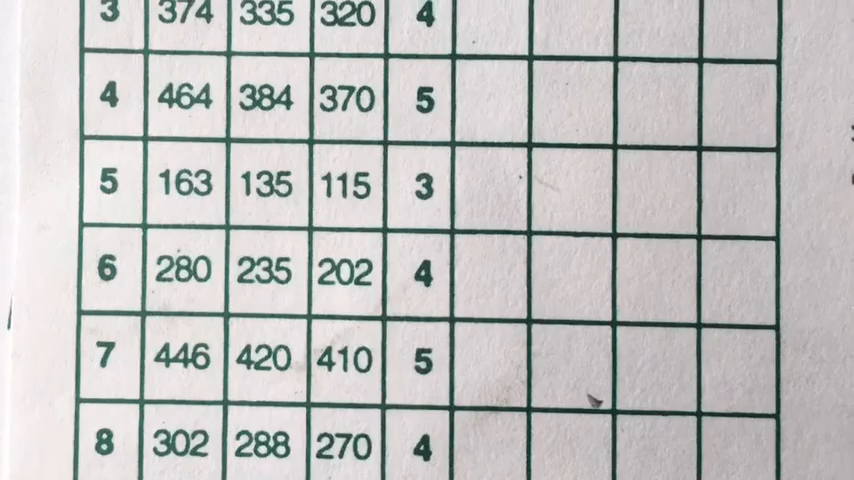 3 374 335 320 4
4 464 384 370 5
5 163 135 115 3
6 280 235 202 4
7 446 420 410 5
8 302 288 270 4